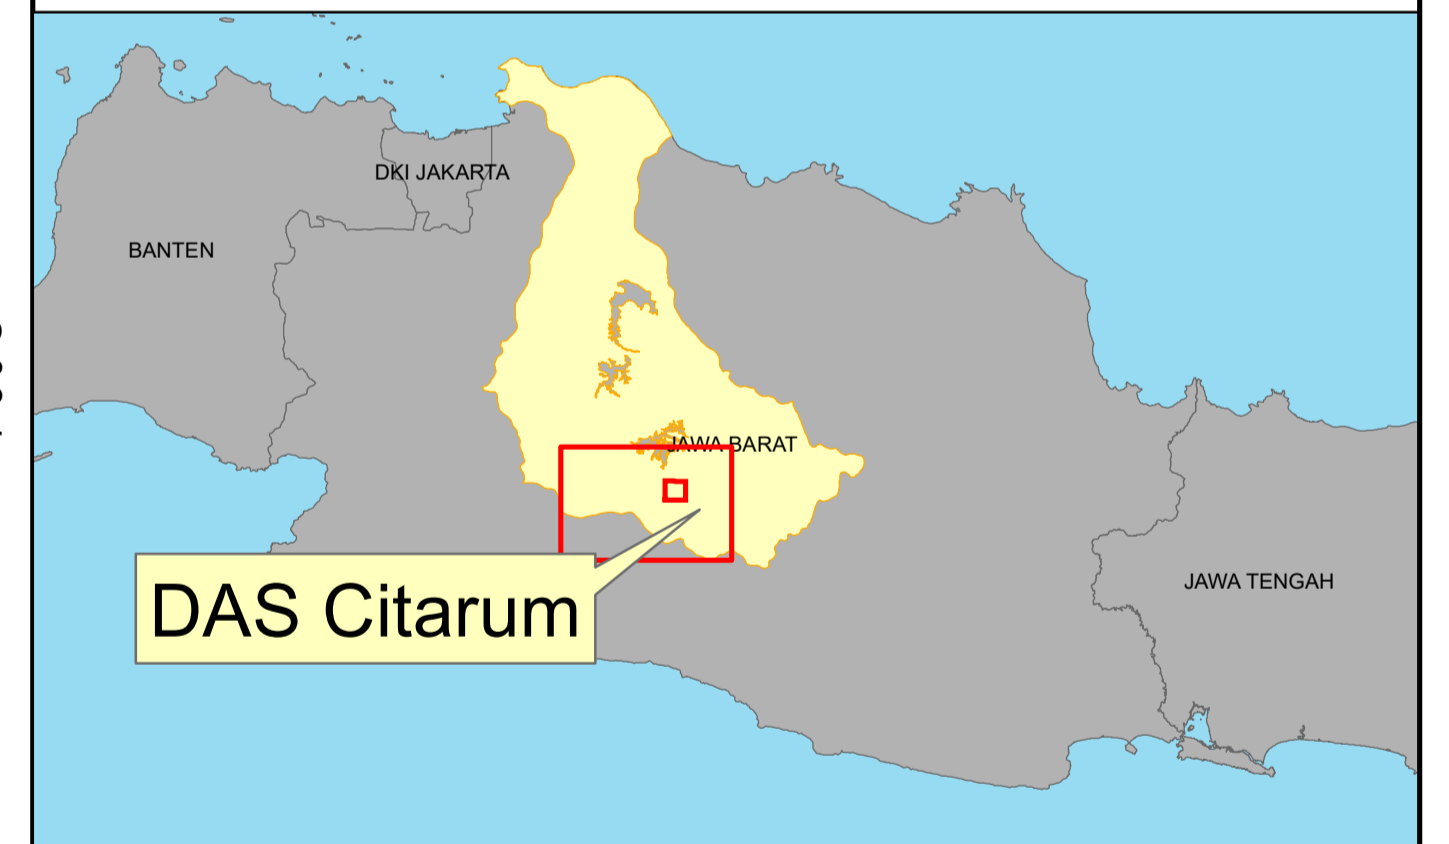 DKI JAKARTA
BANTEN
JAWA BARAT
JAWA TENGAH
DAS Citarum